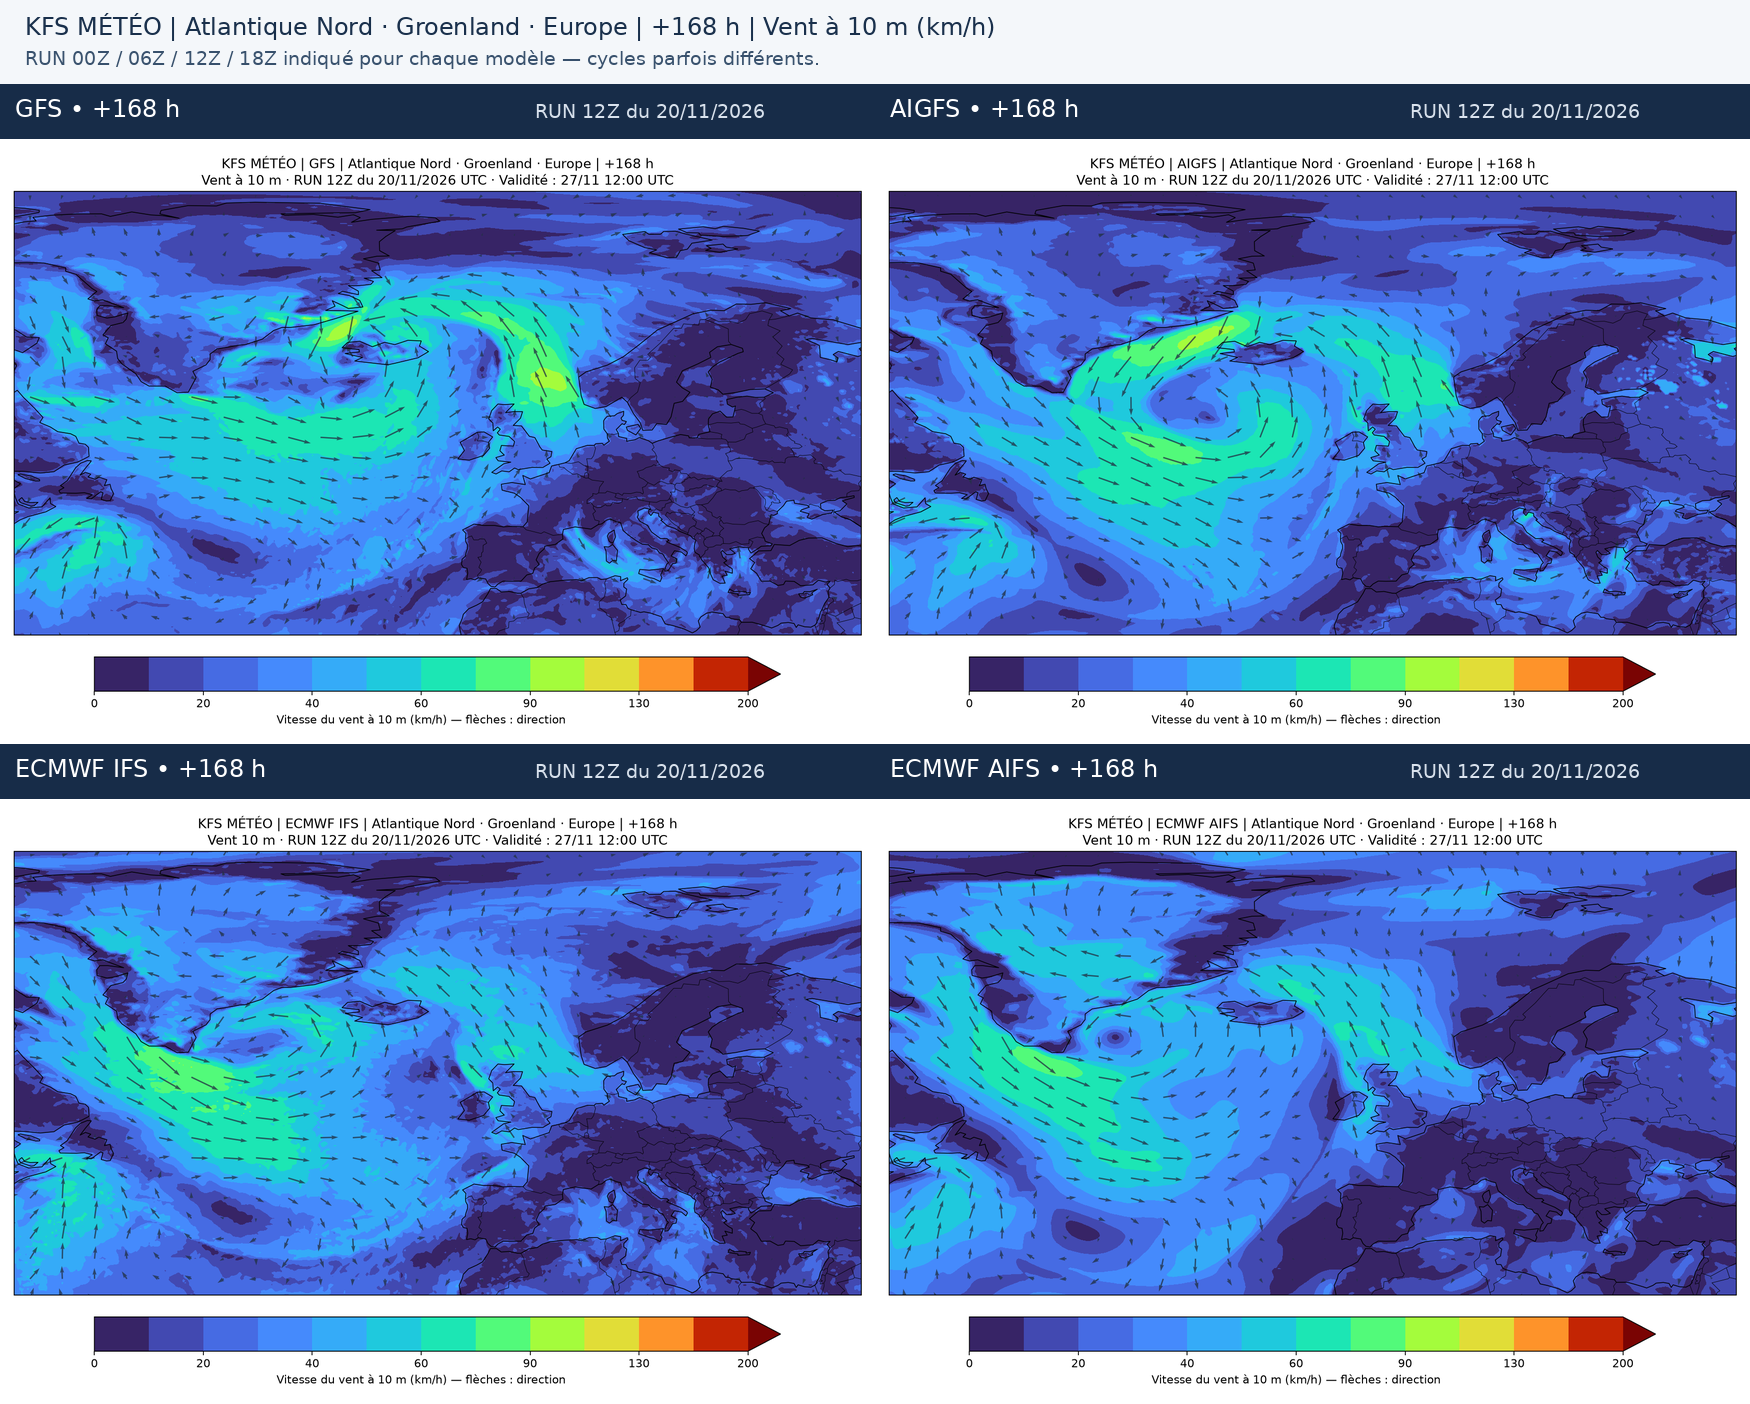 KFS MÉTÉO | Atlantique Nord · Groenland · Europe | +168 h | Vent à 10 m (km/h)
RUN 00Z / 06Z / 12Z / 18Z indiqué pour chaque modèle — cycles parfois différents.
GFS • +168 h
RUN 12Z du 20/11/2026
KFS MÉTÉO | GFS | Atlantique Nord · Groenland · Europe | +168 h
Vent à 10 m · RUN 12Z du 20/11/2026 UTC · Validité : 27/11 12:00 UTC
0 20 40 60 90 130 200
Vitesse du vent à 10 m (km/h) — flèches : direction
AIGFS • +168 h
RUN 12Z du 20/11/2026
KFS MÉTÉO | AIGFS | Atlantique Nord · Groenland · Europe | +168 h
Vent à 10 m · RUN 12Z du 20/11/2026 UTC · Validité : 27/11 12:00 UTC
0 20 40 60 90 130 200
Vitesse du vent à 10 m (km/h) — flèches : direction
ECMWF IFS • +168 h
RUN 12Z du 20/11/2026
KFS MÉTÉO | ECMWF IFS | Atlantique Nord · Groenland · Europe | +168 h
Vent 10 m · RUN 12Z du 20/11/2026 UTC · Validité : 27/11 12:00 UTC
0 20 40 60 90 130 200
Vitesse du vent à 10 m (km/h) — flèches : direction
ECMWF AIFS • +168 h
RUN 12Z du 20/11/2026
KFS MÉTÉO | ECMWF AIFS | Atlantique Nord · Groenland · Europe | +168 h
Vent 10 m · RUN 12Z du 20/11/2026 UTC · Validité : 27/11 12:00 UTC
0 20 40 60 90 130 200
Vitesse du vent à 10 m (km/h) — flèches : direction